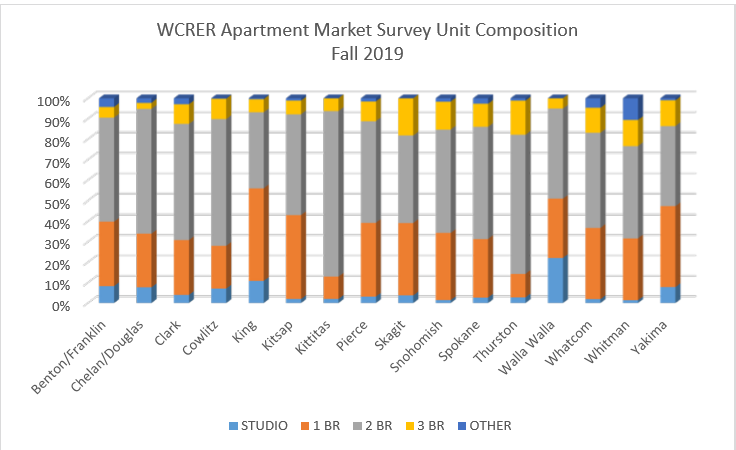 WCRER Apartment Market Survey Unit Composition
Fall 2019
100%
90%
80%
70%
60%
50%
40%
30%
20%
10%
0%
Benton/Franklin
Chelan/Douglas
Clark
Cowlitz
King
Kitsap
Kittitas
Pierce
Skagit
Snohomish
Spokane
Thurston
Walla Walla
Whatcom
Whitman
Yakima
STUDIO 1 BR 2 BR 3 BR OTHER